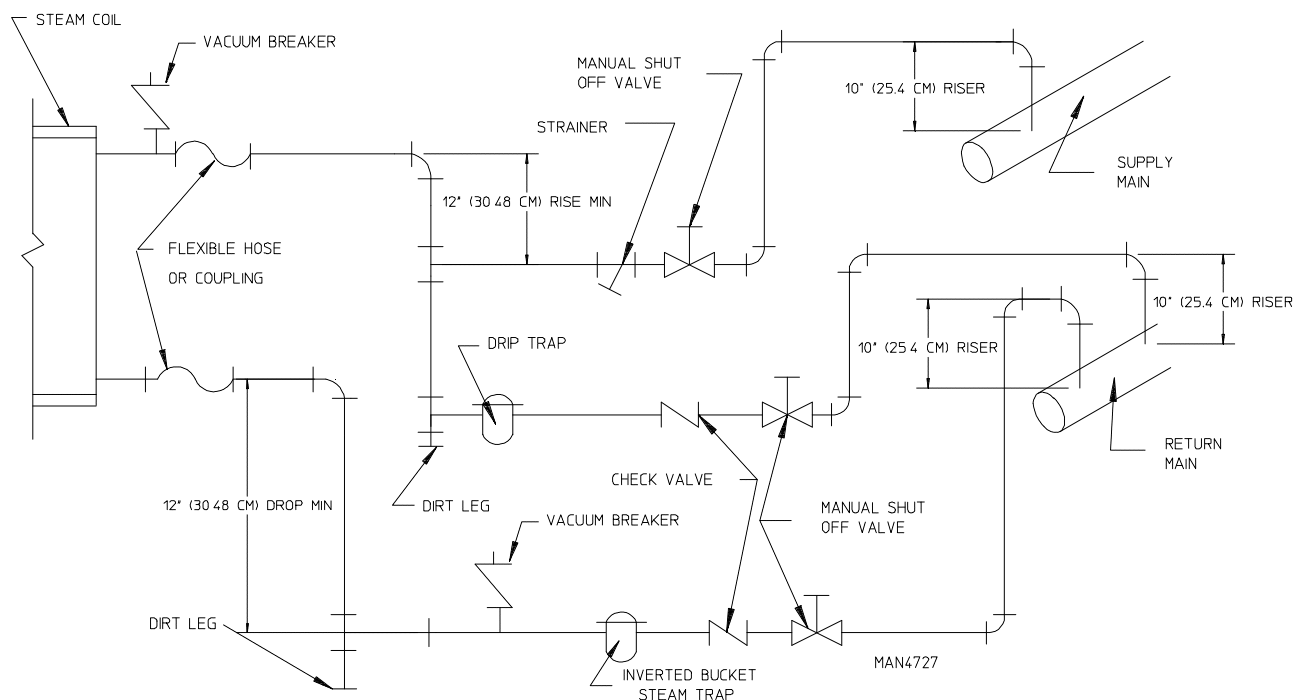 STEAM COIL
VACUUM BREAKER
MANUAL SHUT
OFF VALVE
10" (25.4 CM) RISER
STRAINER
SUPPLY
MAIN
12" (30.48 CM) RISE MIN
FLEXIBLE HOSE
OR COUPLING
10" (25.4 CM) RISER
DRIP TRAP
10" (25.4 CM) RISER
RETURN
MAIN
CHECK VALVE
12" (30.48 CM) DROP MIN
DIRT LEG
MANUAL SHUT
OFF VALVE
VACUUM BREAKER
DIRT LEG
MAN4727
INVERTED BUCKET
STEAM TRAP